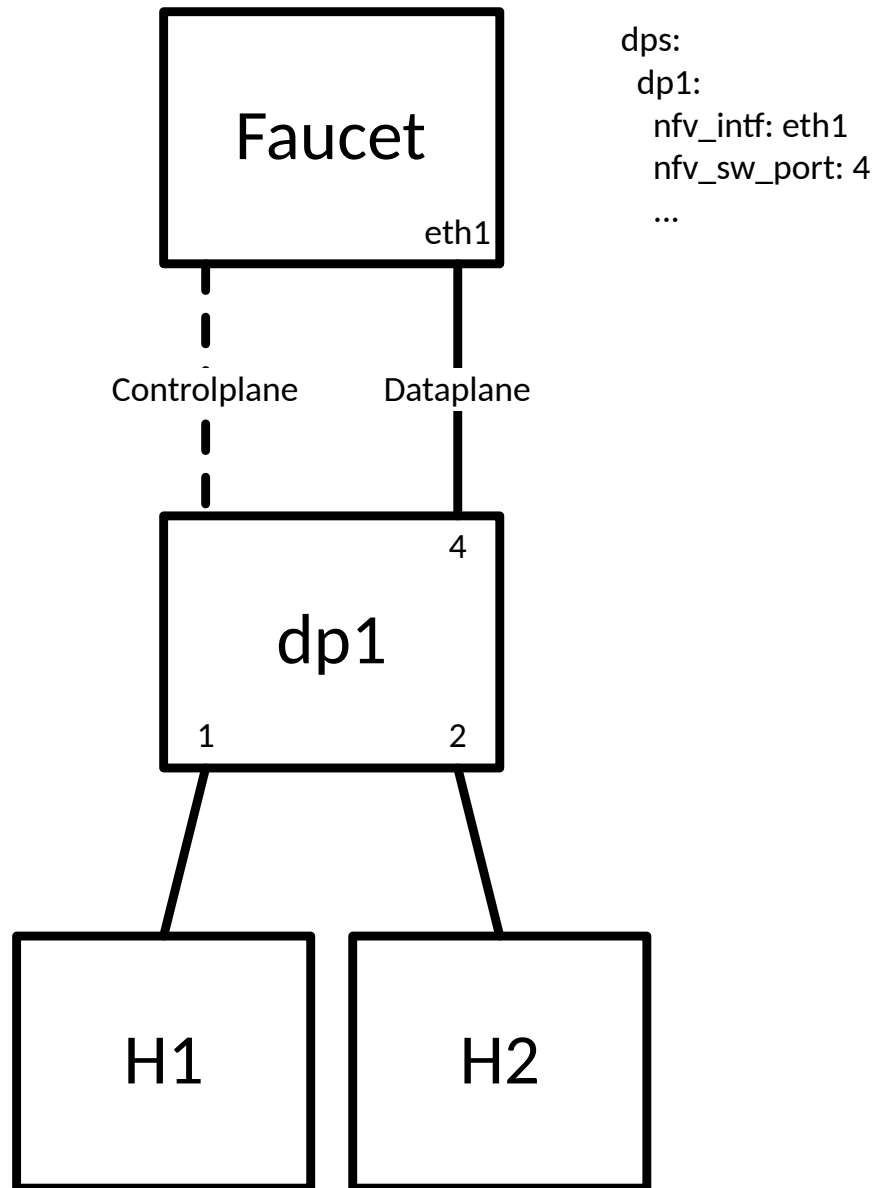 Faucet
eth1
dps:
dp1:
nfv_intf: eth1
nfv_sw_port: 4
...
Controlplane
Dataplane
4
dp1
1
2
H1
H2